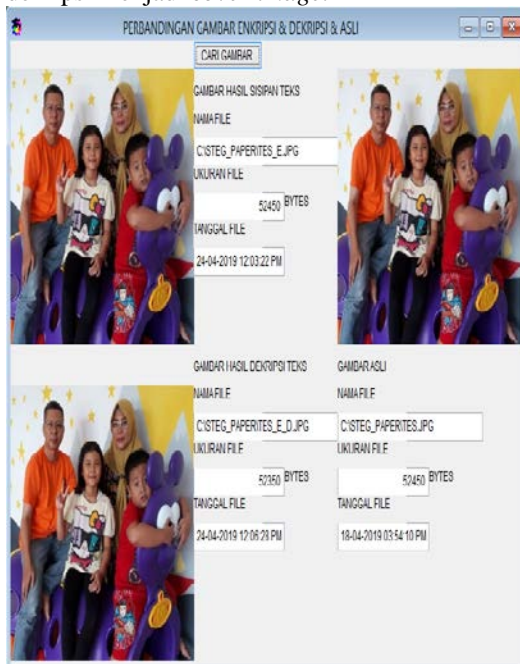 PERBANDINGAN GAMBAR ENKRIPSI & DEKRIPSI & ASLI
CARI GAMBAR
GAMBAR HASIL SISIPAN TEKS
NAMA FILE
C:\STEG_PAPERITES_E.JPG
UKURAN FILE
52450 BYTES
TANGGAL FILE
24-04-2019 12:03:22 PM
GAMBAR HASIL DEKRIPSI TEKS
NAMA FILE
C:\STEG_PAPERITES_E_D.JPG
UKURAN FILE
52350 BYTES
TANGGAL FILE
24-04-2019 12:06:28 PM
GAMBAR ASLI
NAMA FILE
C:\STEG_PAPERITES.JPG
UKURAN FILE
52450 BYTES
TANGGAL FILE
18-04-2019 03:54:10 PM